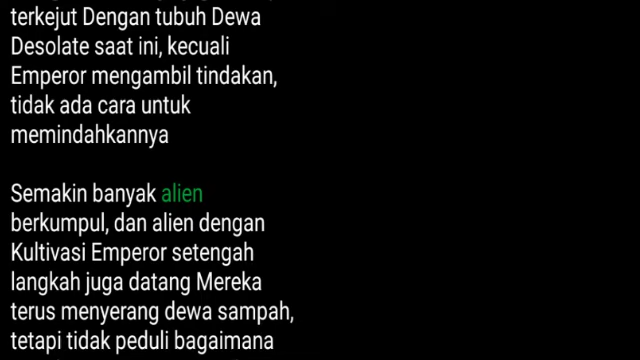 terkejut Dengan tubuh Dewa
Desolate saat ini, kecuali
Emperor mengambil tindakan,
tidak ada cara untuk
memindahkannya
Semakin banyak alien
berkumpul, dan alien dengan
Kultivasi Emperor setengah
langkah juga datang Mereka
terus menyerang dewa sampah,
tetapi tidak peduli bagaimana